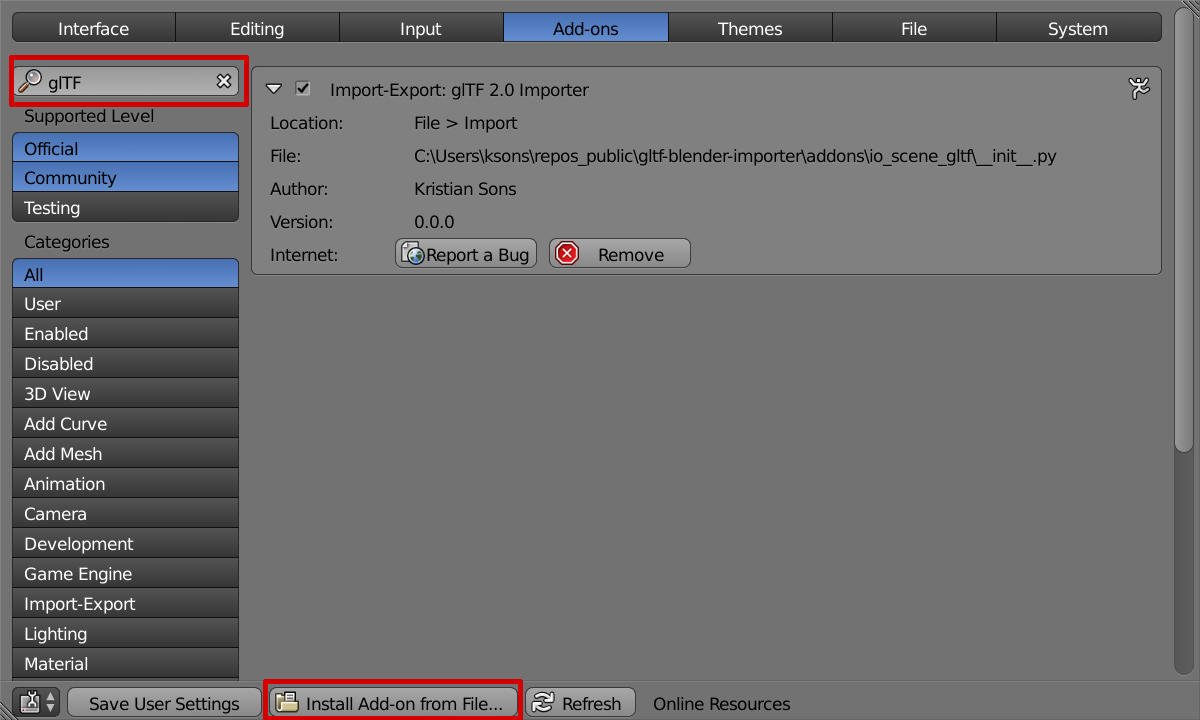 Interface Editing Input Add-ons Themes File System
glTF
Supported Level
Official
Community
Testing
Categories
All
User
Enabled
Disabled
3D View
Add Curve
Add Mesh
Animation
Camera
Development
Game Engine
Import-Export
Lighting
Material
Import-Export: glTF 2.0 Importer
Location: File > Import
File: C:\Users\ksons\repos_public\gltf-blender-importer\addons\io_scene_gltf\__init__.py
Author: Kristian Sons
Version: 0.0.0
Internet: Report a Bug Remove
Save User Settings Install Add-on from File... Refresh Online Resources